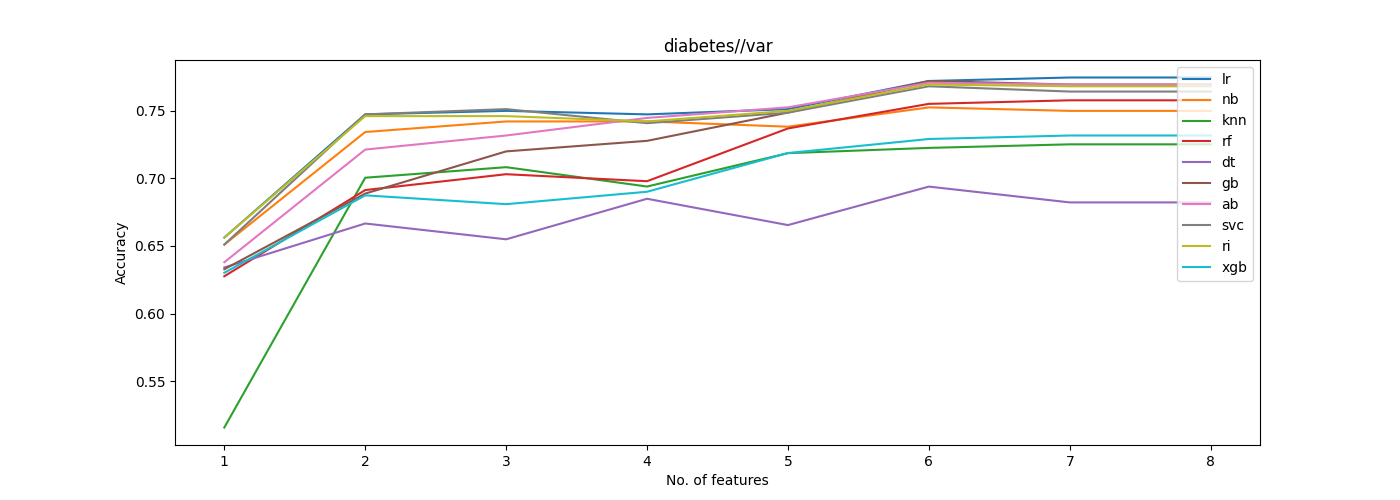 diabetes//var
Accuracy
0.75
0.70
0.65
0.60
0.55
1 2 3 4 5 6 7 8
No. of features
lr
nb
knn
rf
dt
gb
ab
svc
ri
xgb